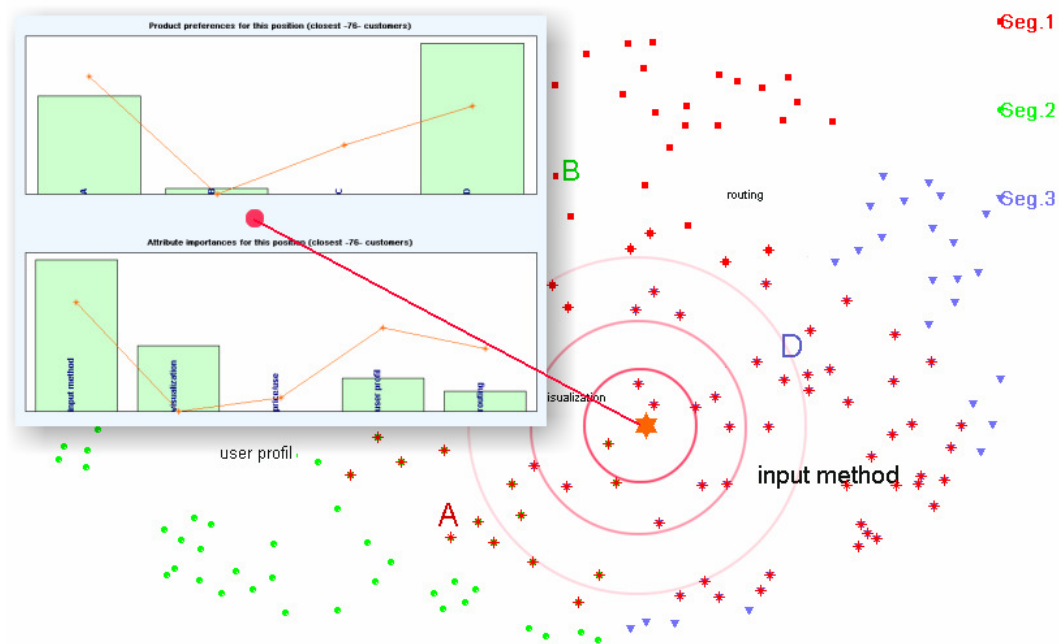 Product preferences for this position (closest -76- customers)
A
B
C
D
Attribute importances for this position (closest -76- customers)
input method
visualization
price/use
user profil
routing
Seg.1
Seg.2
Seg.3
B
routing
D
isualization
user profil
input method
A